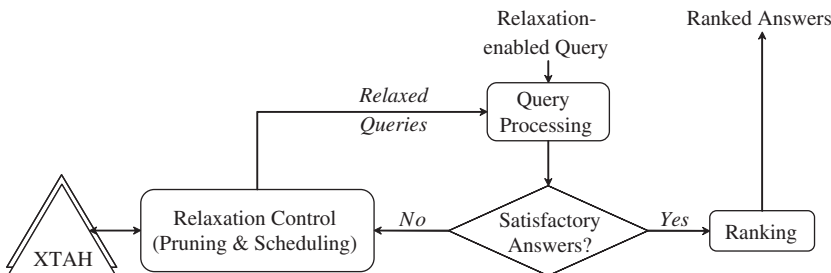 Relaxation-
enabled Query
Ranked Answers
Relaxed
Queries
Query
Processing
XTAH
Relaxation Control
(Pruning & Scheduling)
No
Satisfactory
Answers?
Yes
Ranking